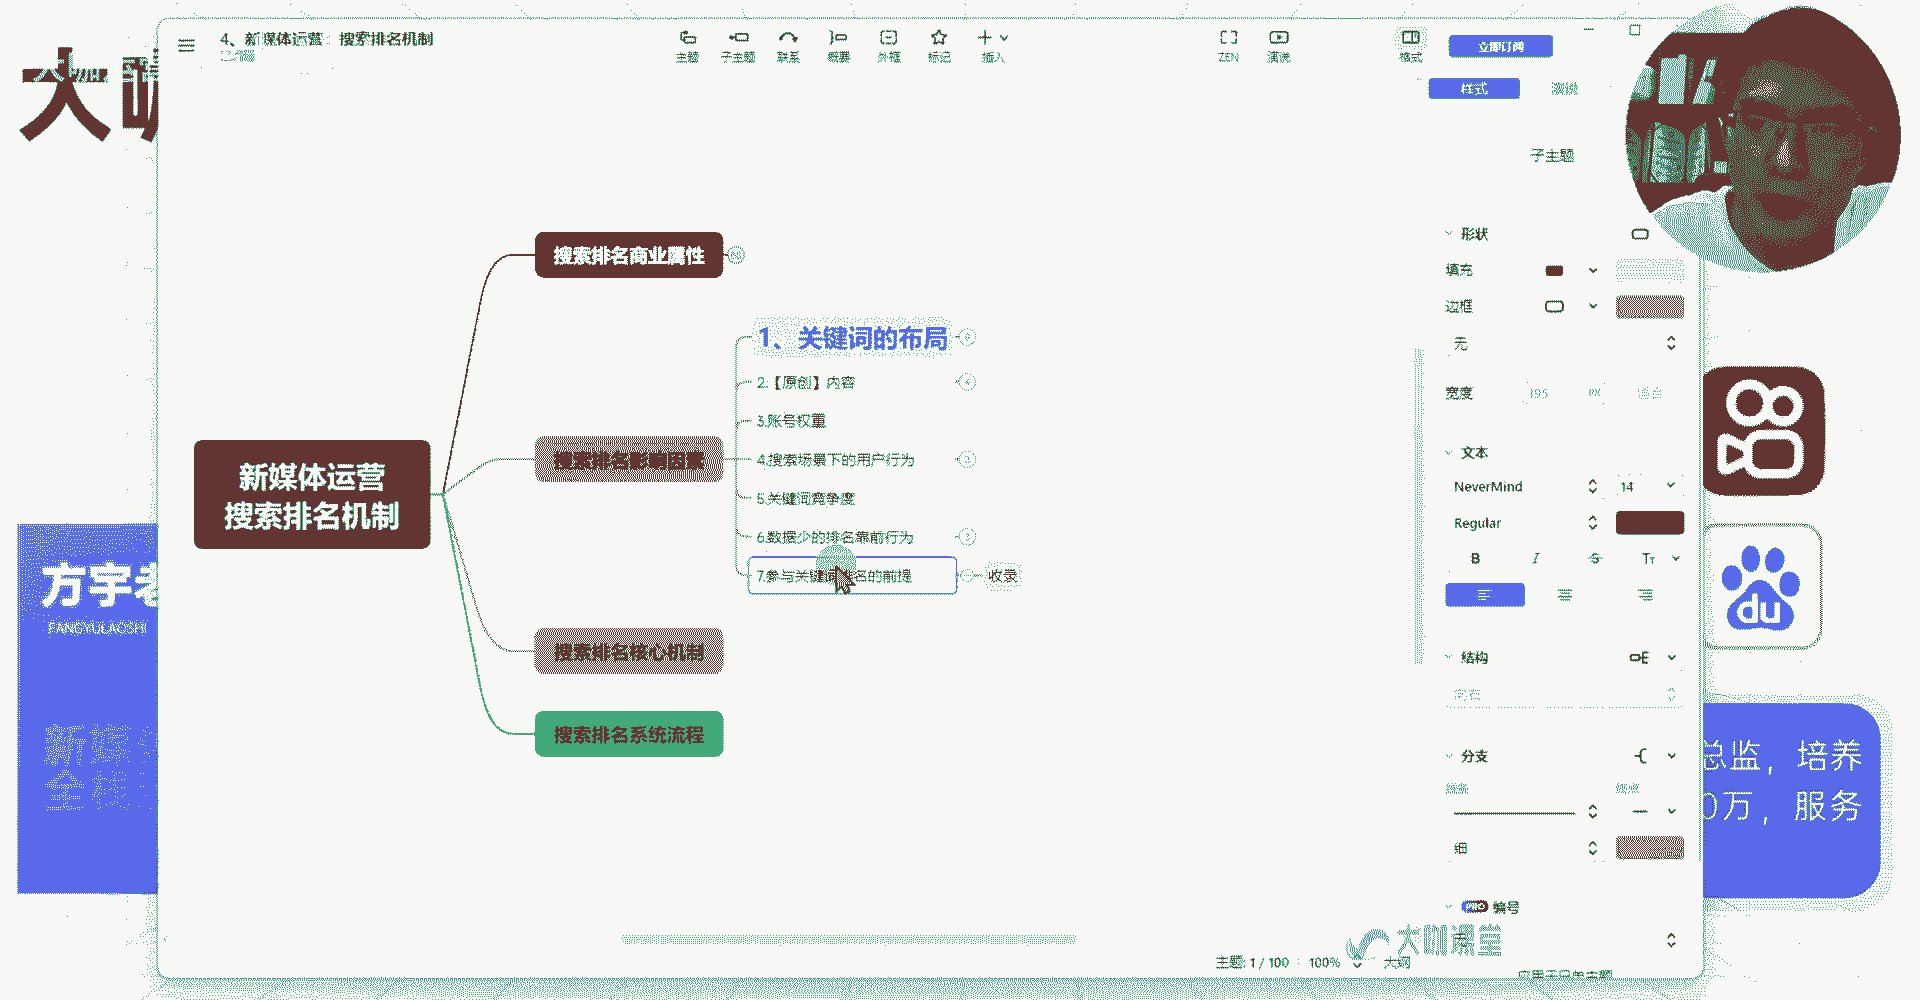 4、新媒体运营 搜索排名机制
已编辑
主题
子主题
联系
概要
外框
标记
插入
ZEN
演说
格式
立即订阅
样式
演说
子主题
形状
填充
边框
无
宽度
195
PX
文本
NeverMind
14
Regular
B
I
S
Tт
结构
分支
细
PRO 编号
无
搜索排名商业属性
1、关键词的布局
2.【原创】内容
3.账号权重
4.搜索场景下的用户行为
5.关键词竞争度
6.数据少的排名靠前行为
7.参与关键词排名的前提
收录
搜索排名影响因素
新媒体运营
搜索排名机制
搜索排名核心机制
搜索排名系统流程
方宇老
FANGYULAOSHI
du
总监，培养
0万，服务
大咖课堂
主题: 1 / 100
100%
大纲